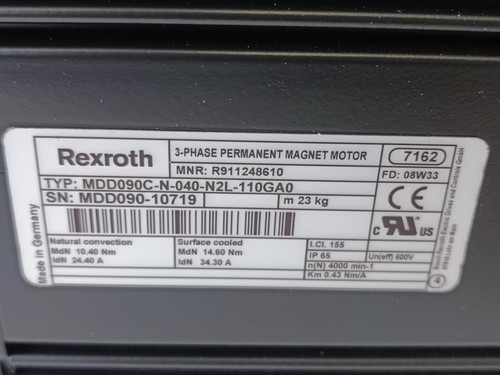 Rexroth
3-PHASE PERMANENT MAGNET MOTOR
7162
MNR: R911248610
FD: 08W33
TYP: MDD090C-N-040-N2L-110GA0
SN: MDD090-10719
m 23 kg
CE
c RU us
Made in Germany
Natural convection
MdN 10.40 Nm
IdN 24.40 A
Surface cooled
MdN 14.60 Nm
IdN 34.30 A
I.Cl. 155
IP 65
Un(eff) 600V
n(N) 4000 min-1
Km 0.43 Nm/A
4